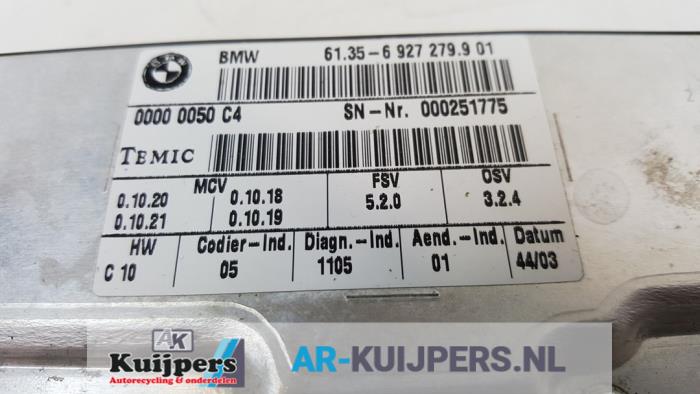 BMW 61.35-6 927 279.9 01
0000 0050 C4 SN-Nr. 000251775
TEMIC
MCV FSV OSV
0.10.20 0.10.18 5.2.0 3.2.4
0.10.21 0.10.19
HW Codier-Ind. Diagn.-Ind. Aend.-Ind. Datum
C 10 05 1105 01 44/03
AK
Kuijpers
Autorecycling & onderdelen
AR-KUIJPERS.NL